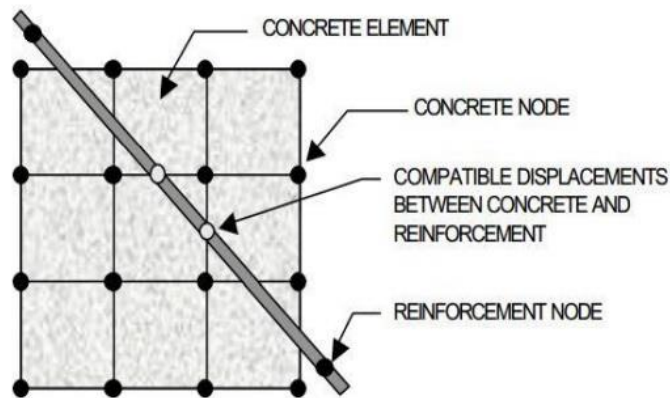 CONCRETE ELEMENT
CONCRETE NODE
COMPATIBLE DISPLACEMENTS
BETWEEN CONCRETE AND
REINFORCEMENT
REINFORCEMENT NODE